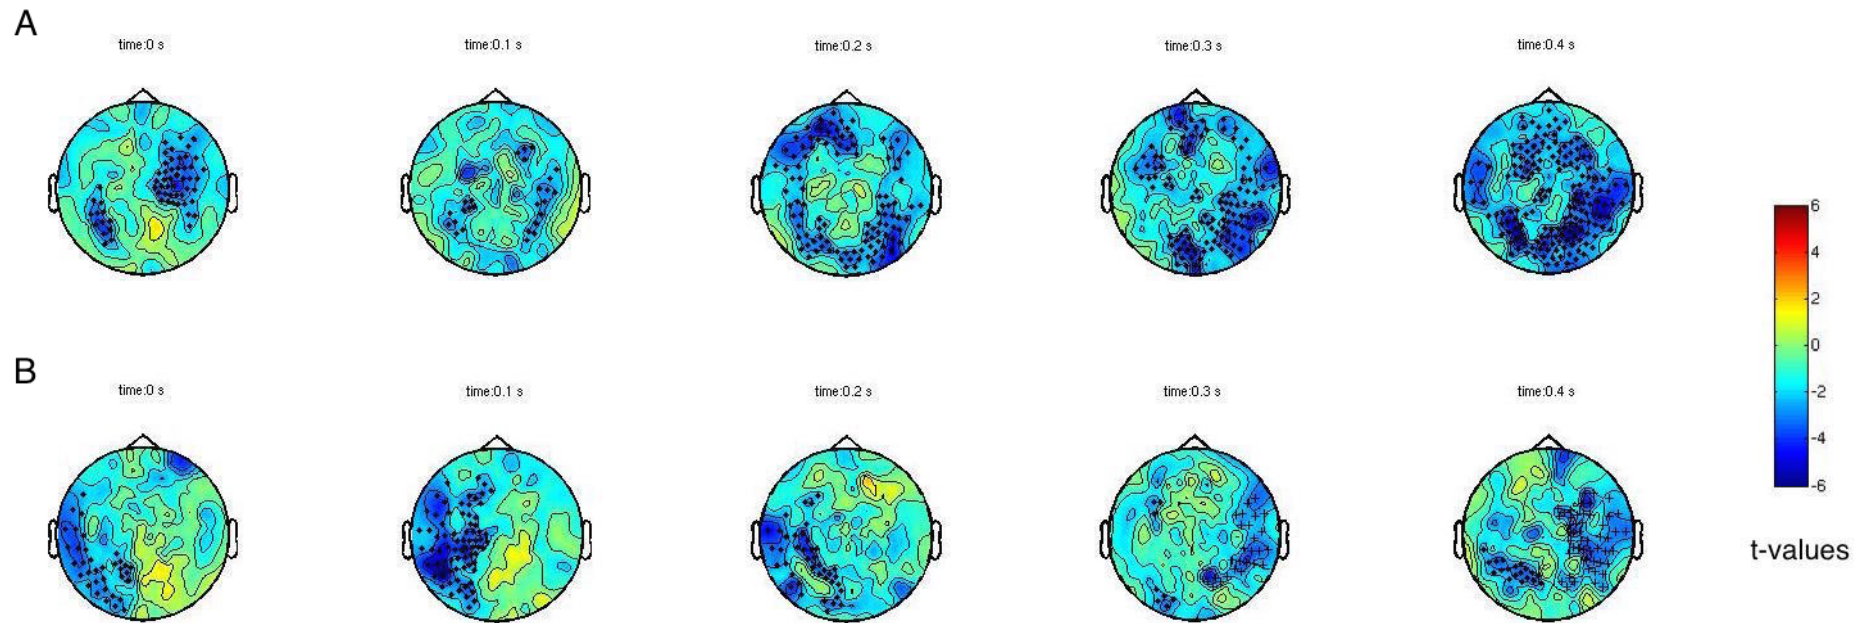 A
time:0 s
time:0.1 s
time:0.2 s
time:0.3 s
time:0.4 s
6
4
2
0
-2
-4
-6
B
time:0 s
time:0.1 s
time:0.2 s
time:0.3 s
time:0.4 s
t-values